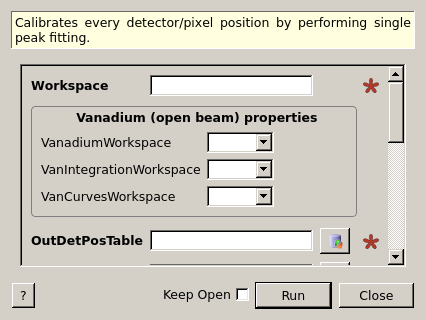 Calibrates every detector/pixel position by performing single
peak fitting.
Workspace
Vanadium (open beam) properties
VanadiumWorkspace
VanIntegrationWorkspace
VanCurvesWorkspace
OutDetPosTable
?
Keep Open
Run
Close